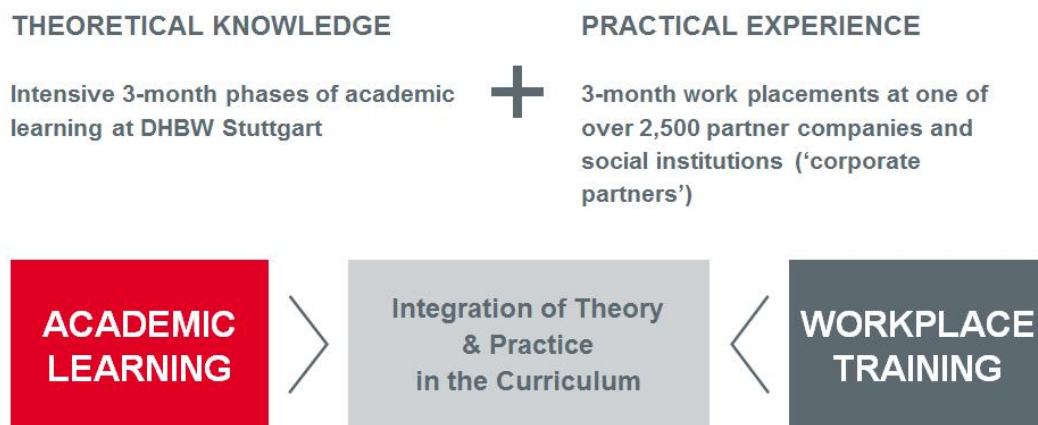 THEORETICAL KNOWLEDGE
Intensive 3-month phases of academic
learning at DHBW Stuttgart
+
PRACTICAL EXPERIENCE
3-month work placements at one of
over 2,500 partner companies and
social institutions (‘corporate
partners’)
ACADEMIC
LEARNING
Integration of Theory
& Practice
in the Curriculum
WORKPLACE
TRAINING